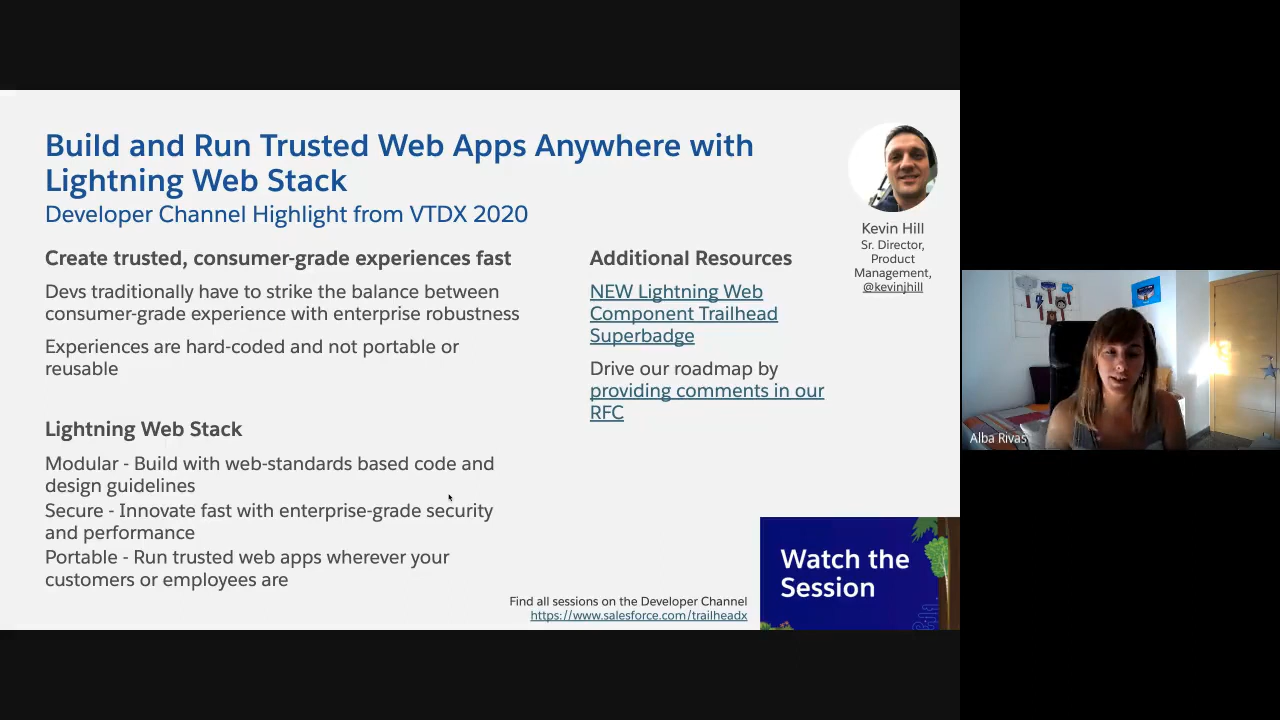 Build and Run Trusted Web Apps Anywhere with
Lightning Web Stack
Developer Channel Highlight from VTDX 2020
Create trusted, consumer-grade experiences fast
Devs traditionally have to strike the balance between
consumer-grade experience with enterprise robustness
Experiences are hard-coded and not portable or
reusable
Lightning Web Stack
Modular - Build with web-standards based code and
design guidelines
Secure - Innovate fast with enterprise-grade security
and performance
Portable - Run trusted web apps wherever your
customers or employees are
Additional Resources
NEW Lightning Web
Component Trailhead
Superbadge
Drive our roadmap by
providing comments in our
RFC
Kevin Hill
Sr. Director,
Product
Management,
@kevinjhill
Find all sessions on the Developer Channel
https://www.salesforce.com/trailheadx
Watch the
Session
Alba Rivas